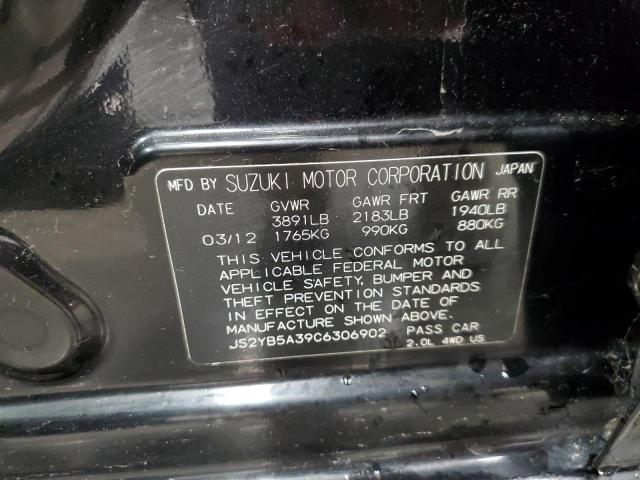 MFD BY SUZUKI MOTOR CORPORATION JAPAN
DATE GVWR GAWR FRT GAWR RR
3891LB 2183LB 1940LB
03/12 1765KG 990KG 880KG
THIS VEHICLE CONFORMS TO ALL
APPLICABLE FEDERAL MOTOR
VEHICLE SAFETY, BUMPER AND
THEFT PREVENTION STANDARDS
IN EFFECT ON THE DATE OF
MANUFACTURE SHOWN ABOVE.
JS2YB5A39C6306902 PASS CAR
2.0L 4WD US